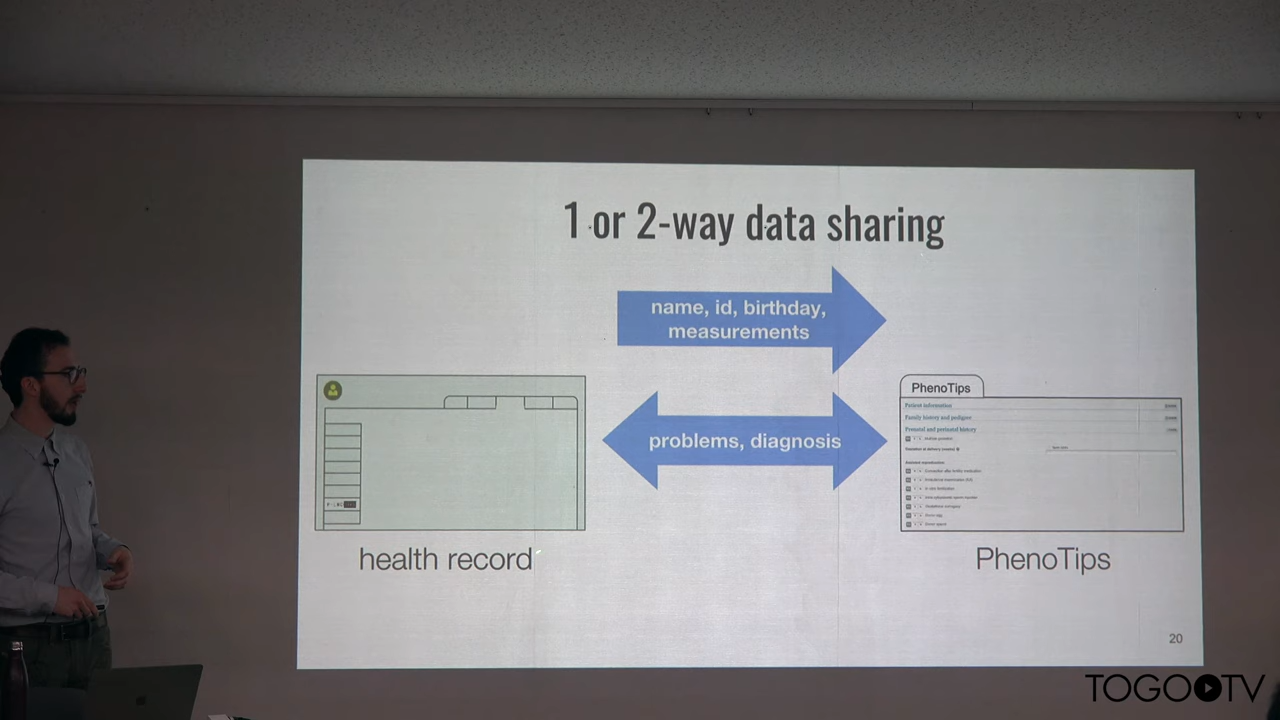 1 or 2-way data sharing
name, id, birthday,
measurements
problems, diagnosis
PhenoTips
Patient information
Family history and pedigree
Prenatal and perinatal history
health record
PhenoTips
20
TOGOTV